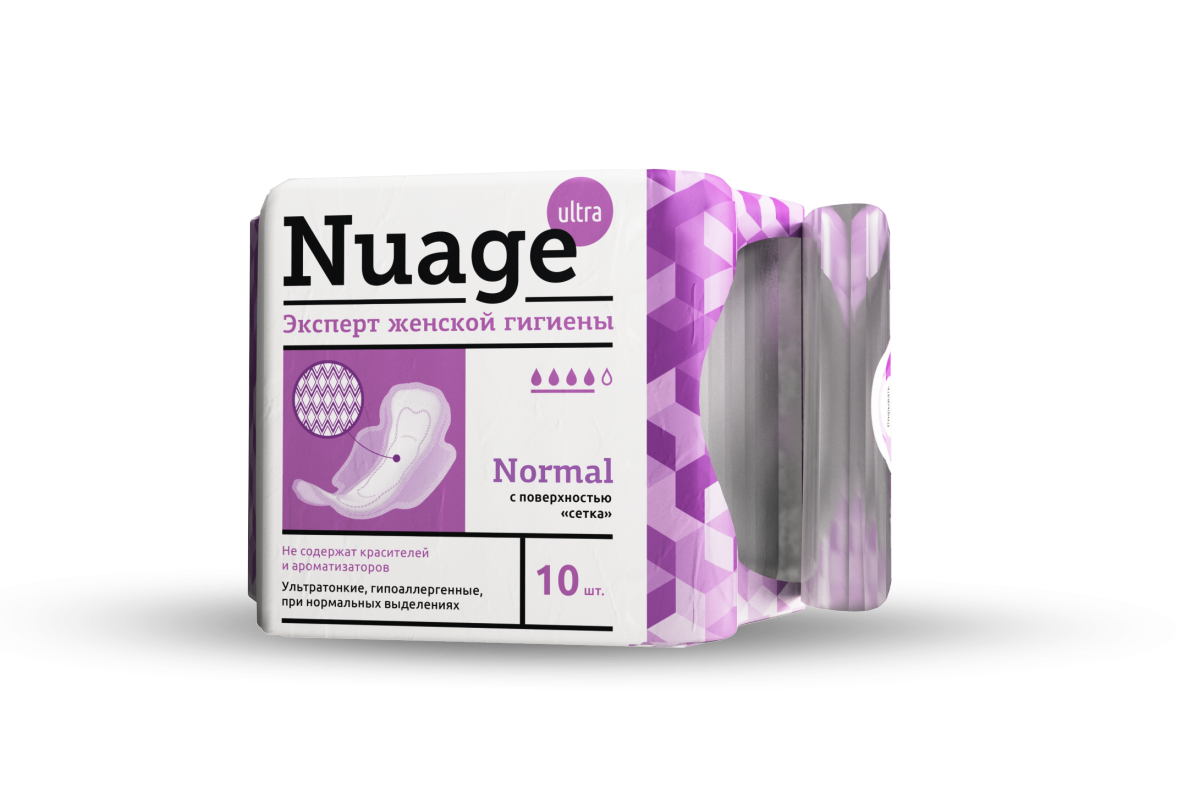 ultra
Nuage
Эксперт женской гигиены
Normal
с поверхностью
«сетка»
Не содержат красителей
и ароматизаторов
Ультратонкие, гипоаллергенные,
при нормальных выделениях
10 шт.